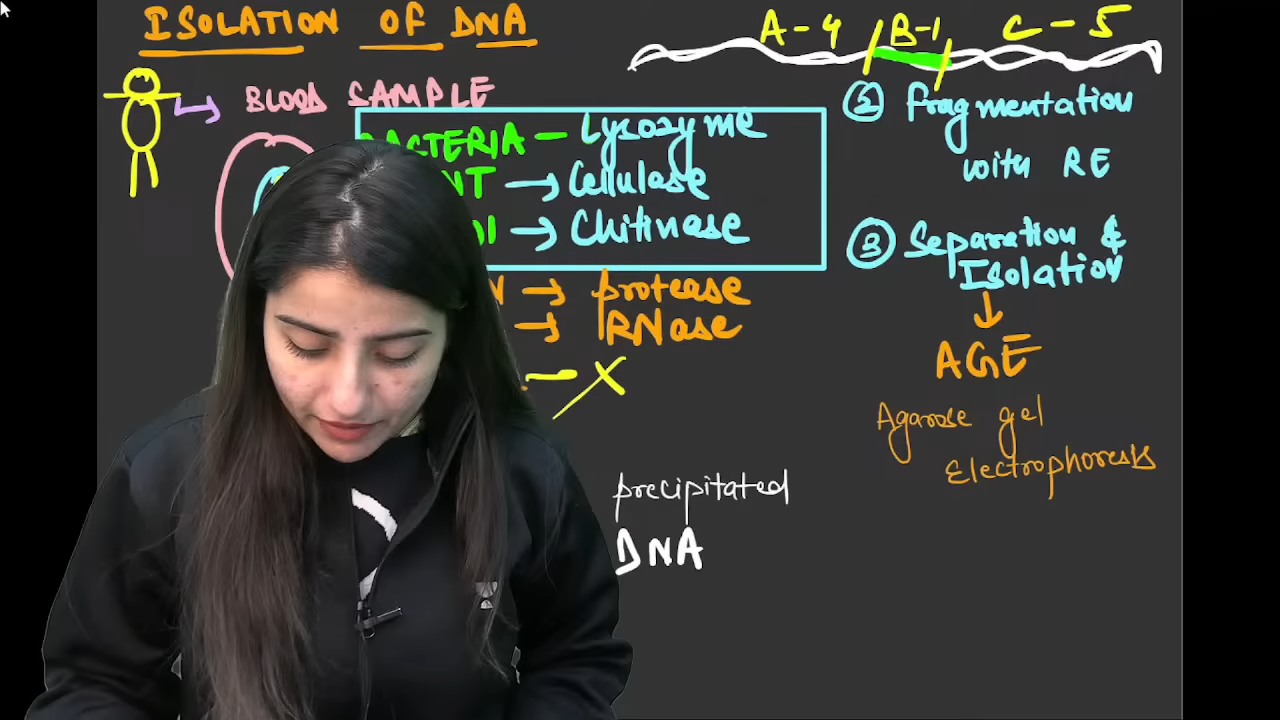 ISOLATION OF DNA
BLOOD SAMPLE
BACTERIA - Lysozyme
→ Cellulase
→ Chitinase
→ protease
→ RNase
- X
precipitated
DNA
A-4 B-1 C-5
② fragmentation
with RE
③ Separation &
Isolation
↓
AGE
Agarose gel
Electrophoresis